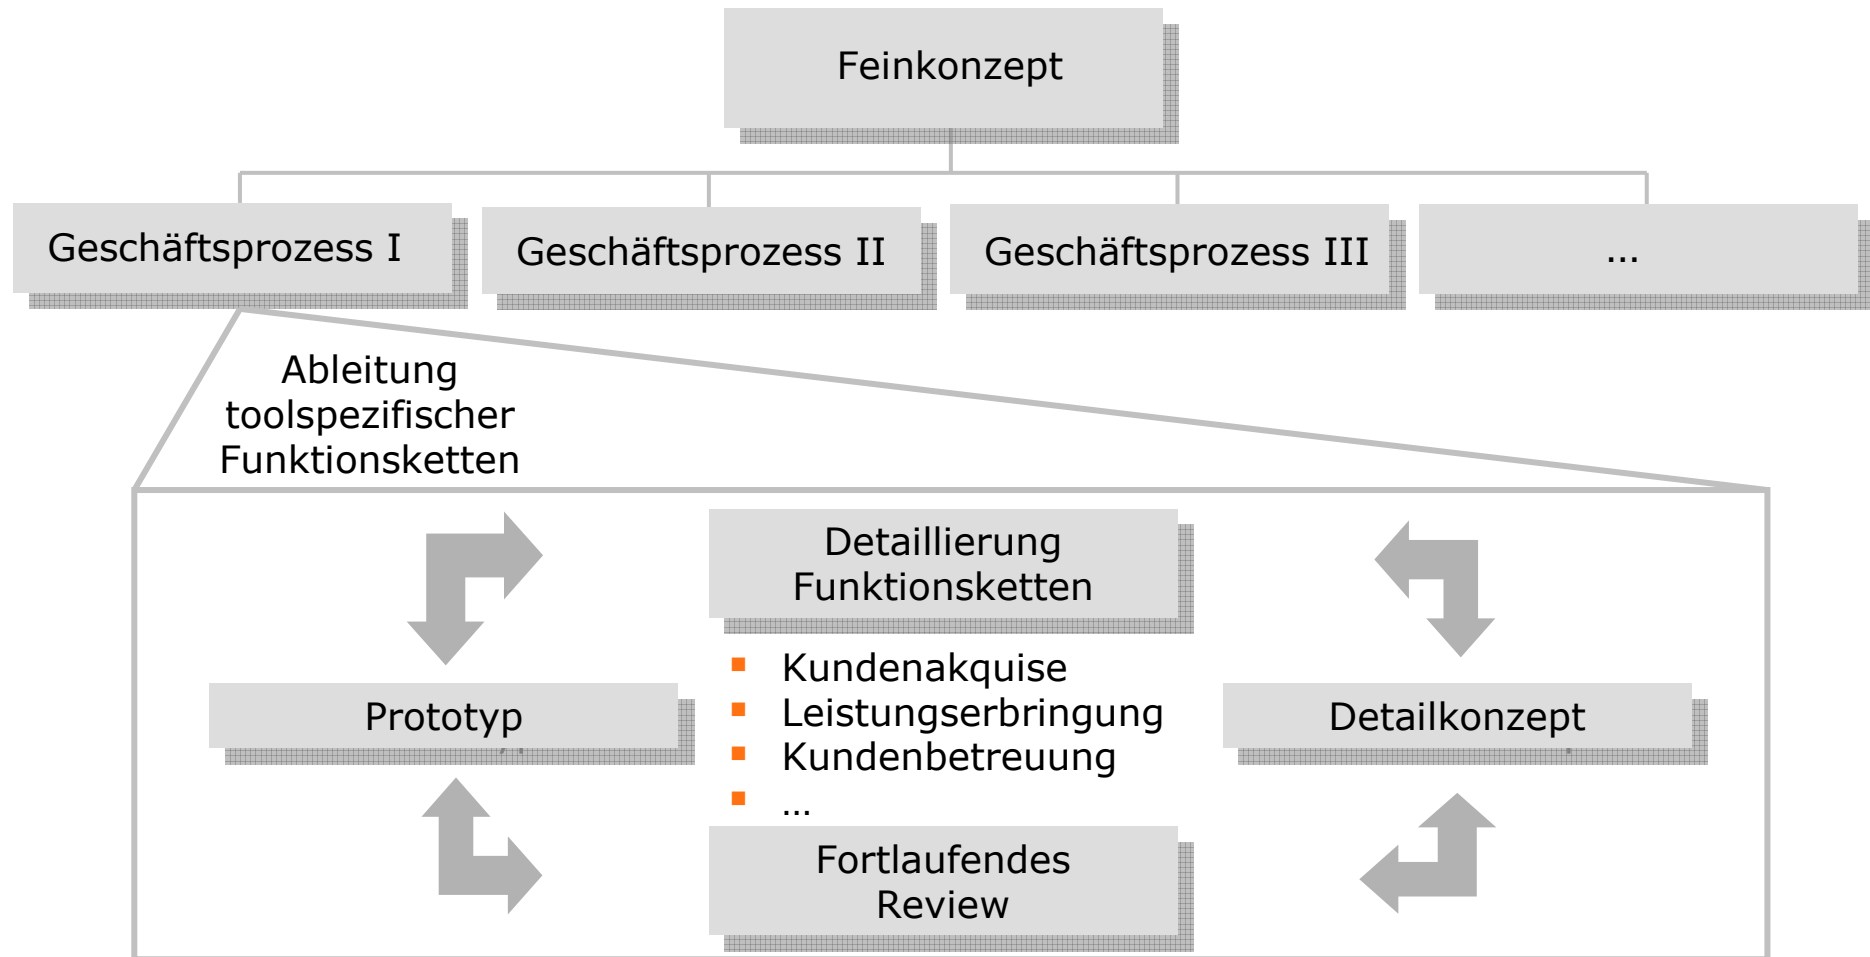 Feinkonzept
Geschäftsprozess I
Geschäftsprozess II
Geschäftsprozess III
...
Ableitung
toolspezifischer
Funktionsketten
Detaillierung
Funktionsketten
Prototyp
Kundenakquise
Leistungserbringung
Kundenbetreuung
...
Detailkonzept
Fortlaufendes
Review